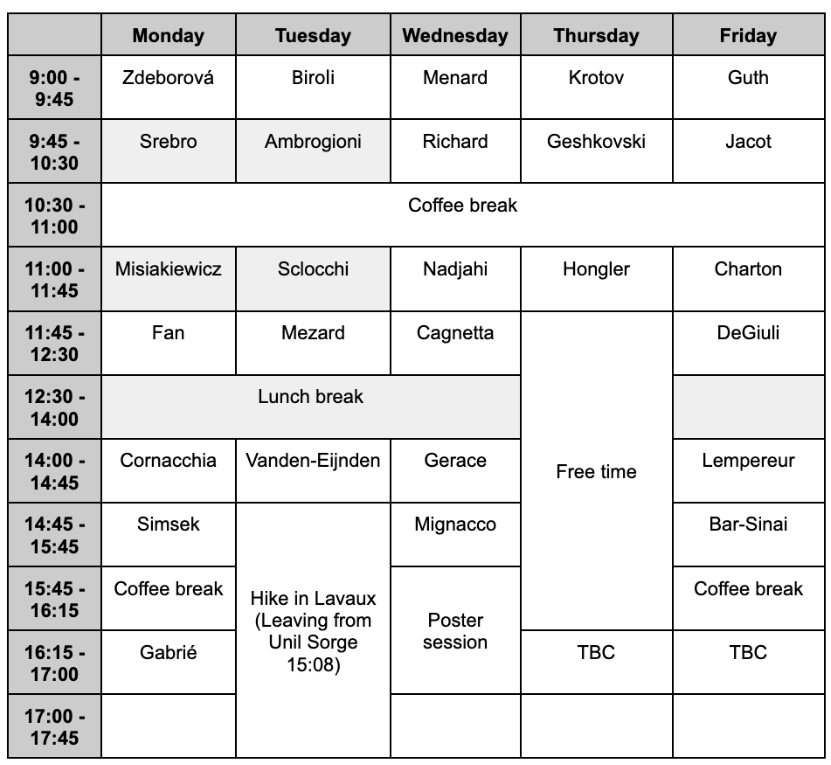 Monday Tuesday Wednesday Thursday Friday
9:00 - 9:45 Zdeborová Biroli Menard Krotov Guth
9:45 - 10:30 Srebro Ambrogioni Richard Geshkovski Jacot
10:30 - 11:00 Coffee break
11:00 - 11:45 Misiakiewicz Sclocchi Nadjahi Hongler Charton
11:45 - 12:30 Fan Mezard Cagnetta DeGiuli
12:30 - 14:00 Lunch break
14:00 - 14:45 Cornacchia Vanden-Eijnden Gerace Free time Lempereur
14:45 - 15:45 Simsek Mignacco Bar-Sinai
15:45 - 16:15 Coffee break Hike in Lavaux (Leaving from Unil Sorge 15:08) Poster session Coffee break
16:15 - 17:00 Gabrié TBC TBC
17:00 - 17:45